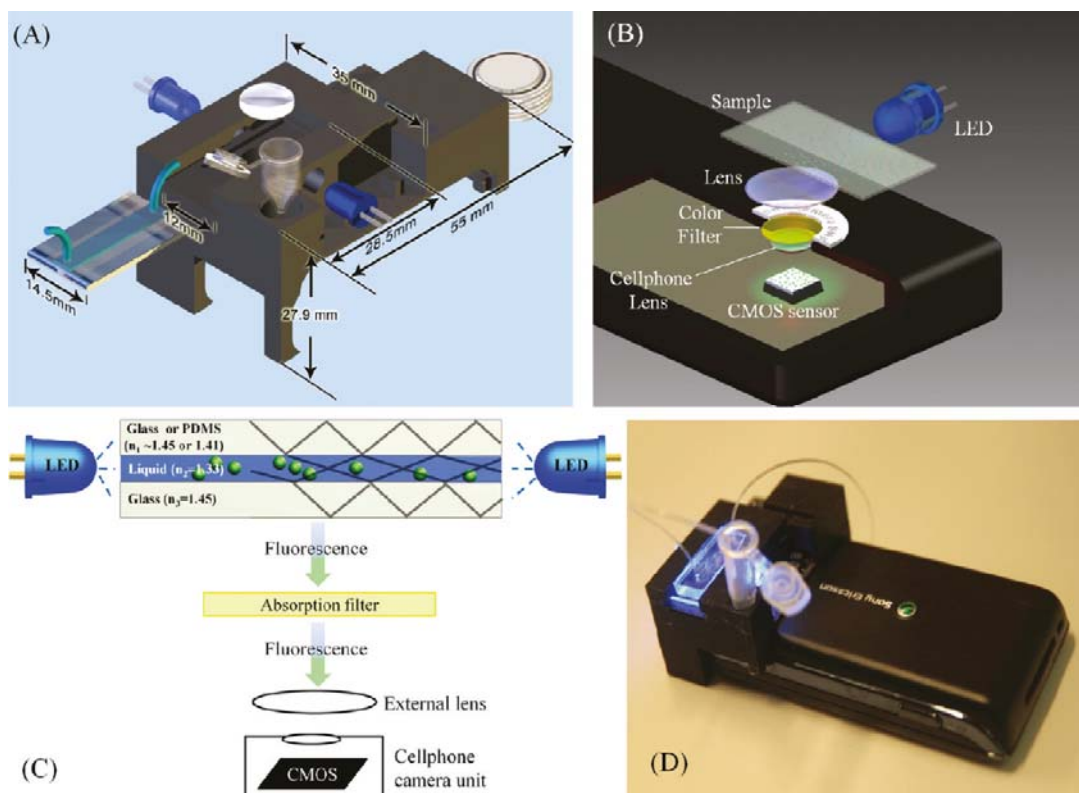 (A)
35 mm
12mm
14.5mm
28.5mm
55 mm
27.9 mm
(B)
Sample
LED
Lens
Color
Filter
Cellphone
Lens
CMOS sensor
Glass or PDMS
(n₁ ~1.45 or 1.41)
LED
Liquid (n₂=1.33)
LED
Glass (n₃=1.45)
Fluorescence
Absorption filter
Fluorescence
External lens
CMOS
Cellphone
camera unit
(C)
Sony Ericsson
(D)